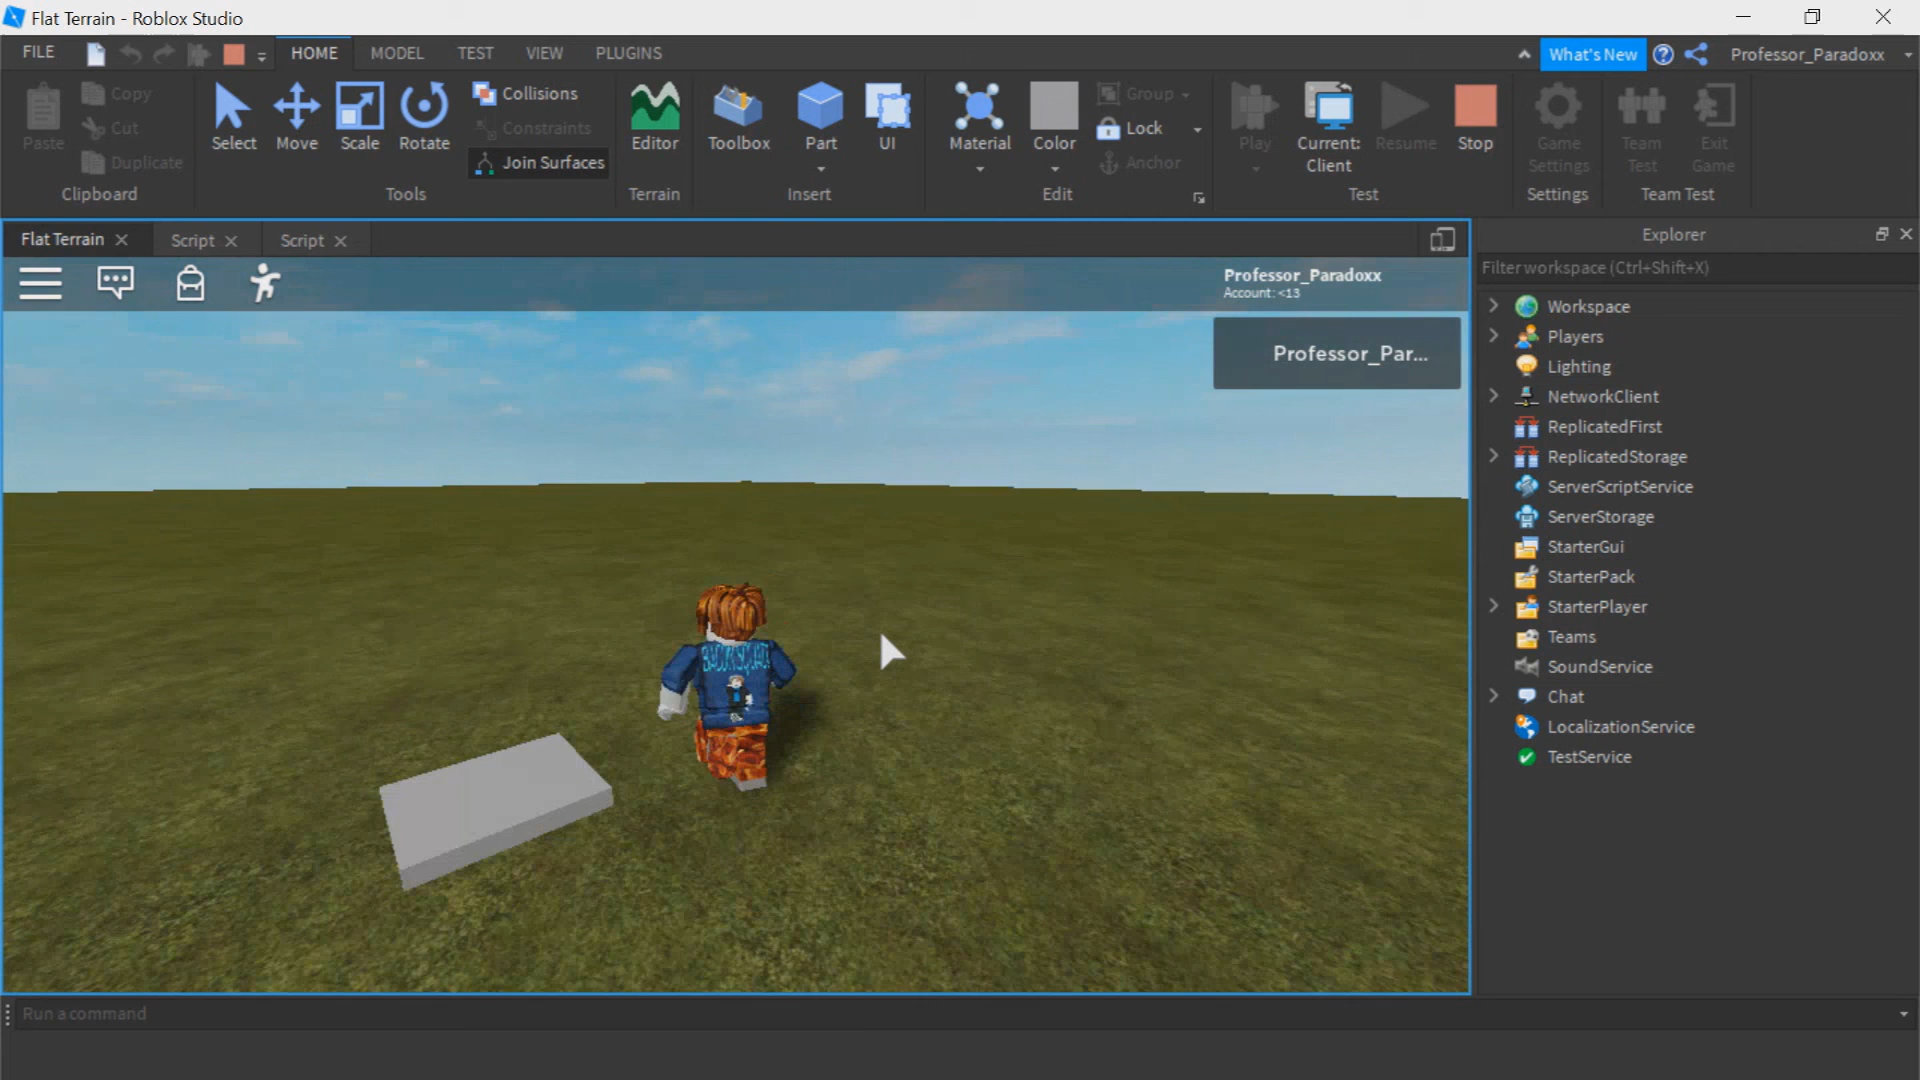 Flat Terrain - Roblox Studio
FILE HOME MODEL TEST VIEW PLUGINS What's New Professor_Paradoxx
Paste Copy Cut Duplicate
Clipboard
Select Move Scale Rotate Collisions Constraints Join Surfaces
Tools
Editor
Terrain
Toolbox Part UI
Insert
Material Color Group Lock Anchor
Edit
Play Current: Client Resume Stop
Test
Game Settings
Settings
Team Test Exit Game
Team Test
Flat Terrain Script Script
Professor_Paradoxx
Account: <13
Professor_Par...
Explorer
Filter workspace (Ctrl+Shift+X)
Workspace
Players
Lighting
NetworkClient
ReplicatedFirst
ReplicatedStorage
ServerScriptService
ServerStorage
StarterGui
StarterPack
StarterPlayer
Teams
SoundService
Chat
LocalizationService
TestService
Run a command